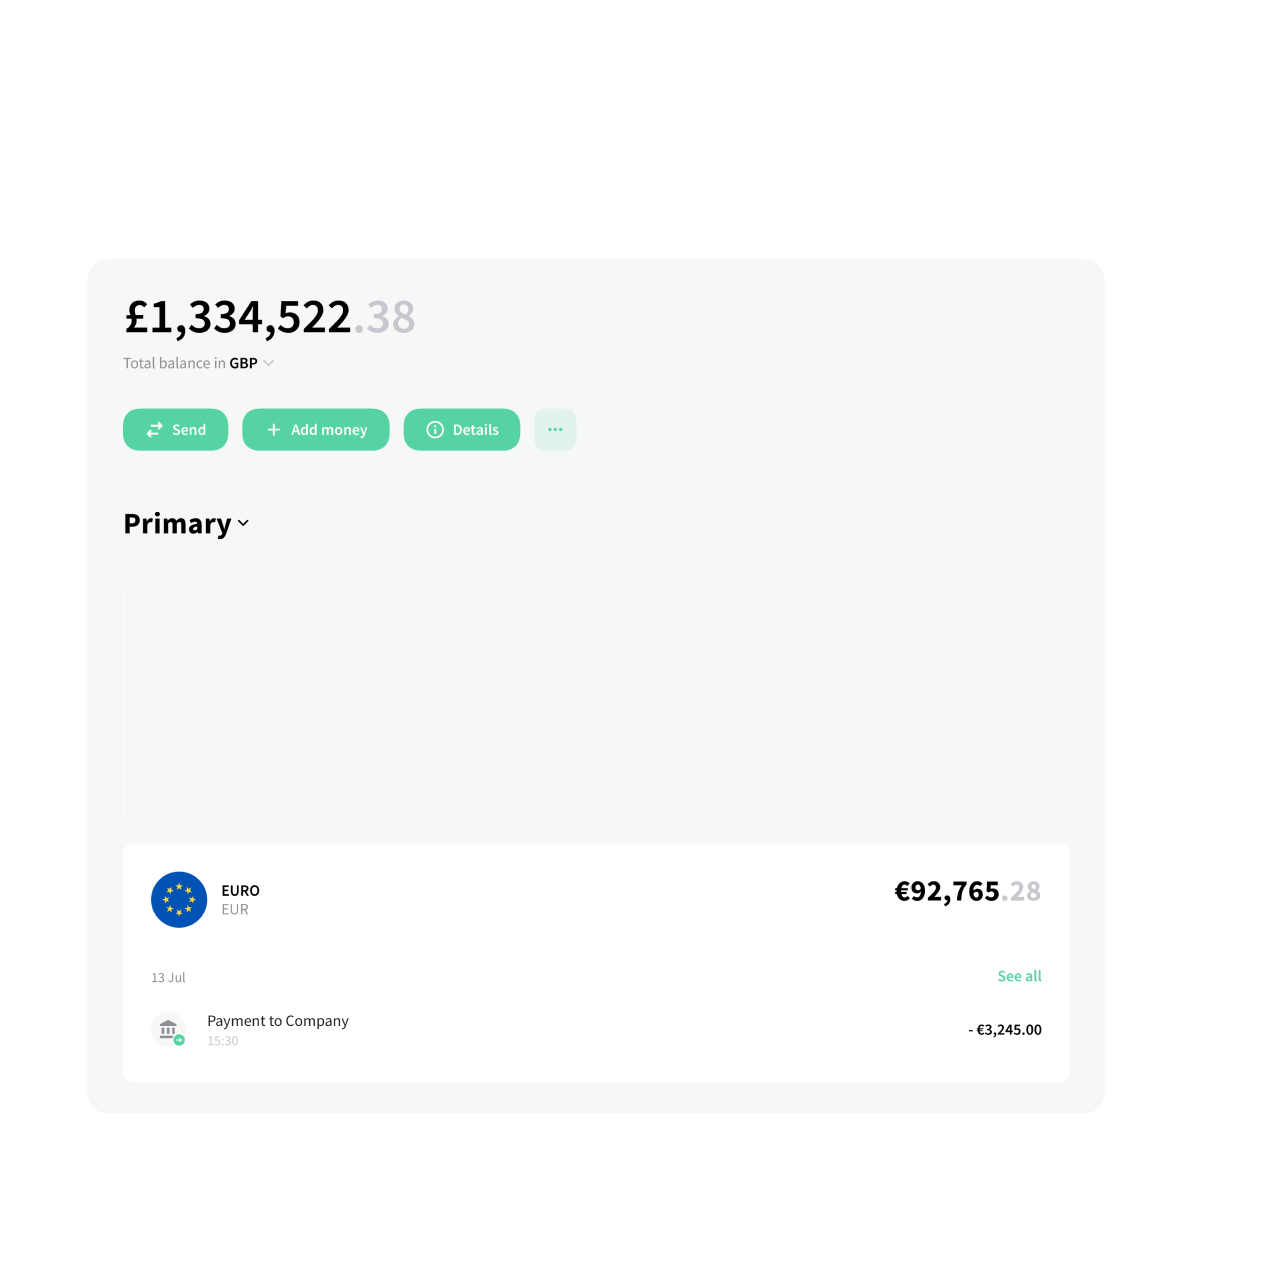 £1,334,522.38
Total balance in GBP
Send Add money Details
Primary
EURO €92,765.28
EUR
13 Jul See all
Payment to Company - €3,245.00
15:30